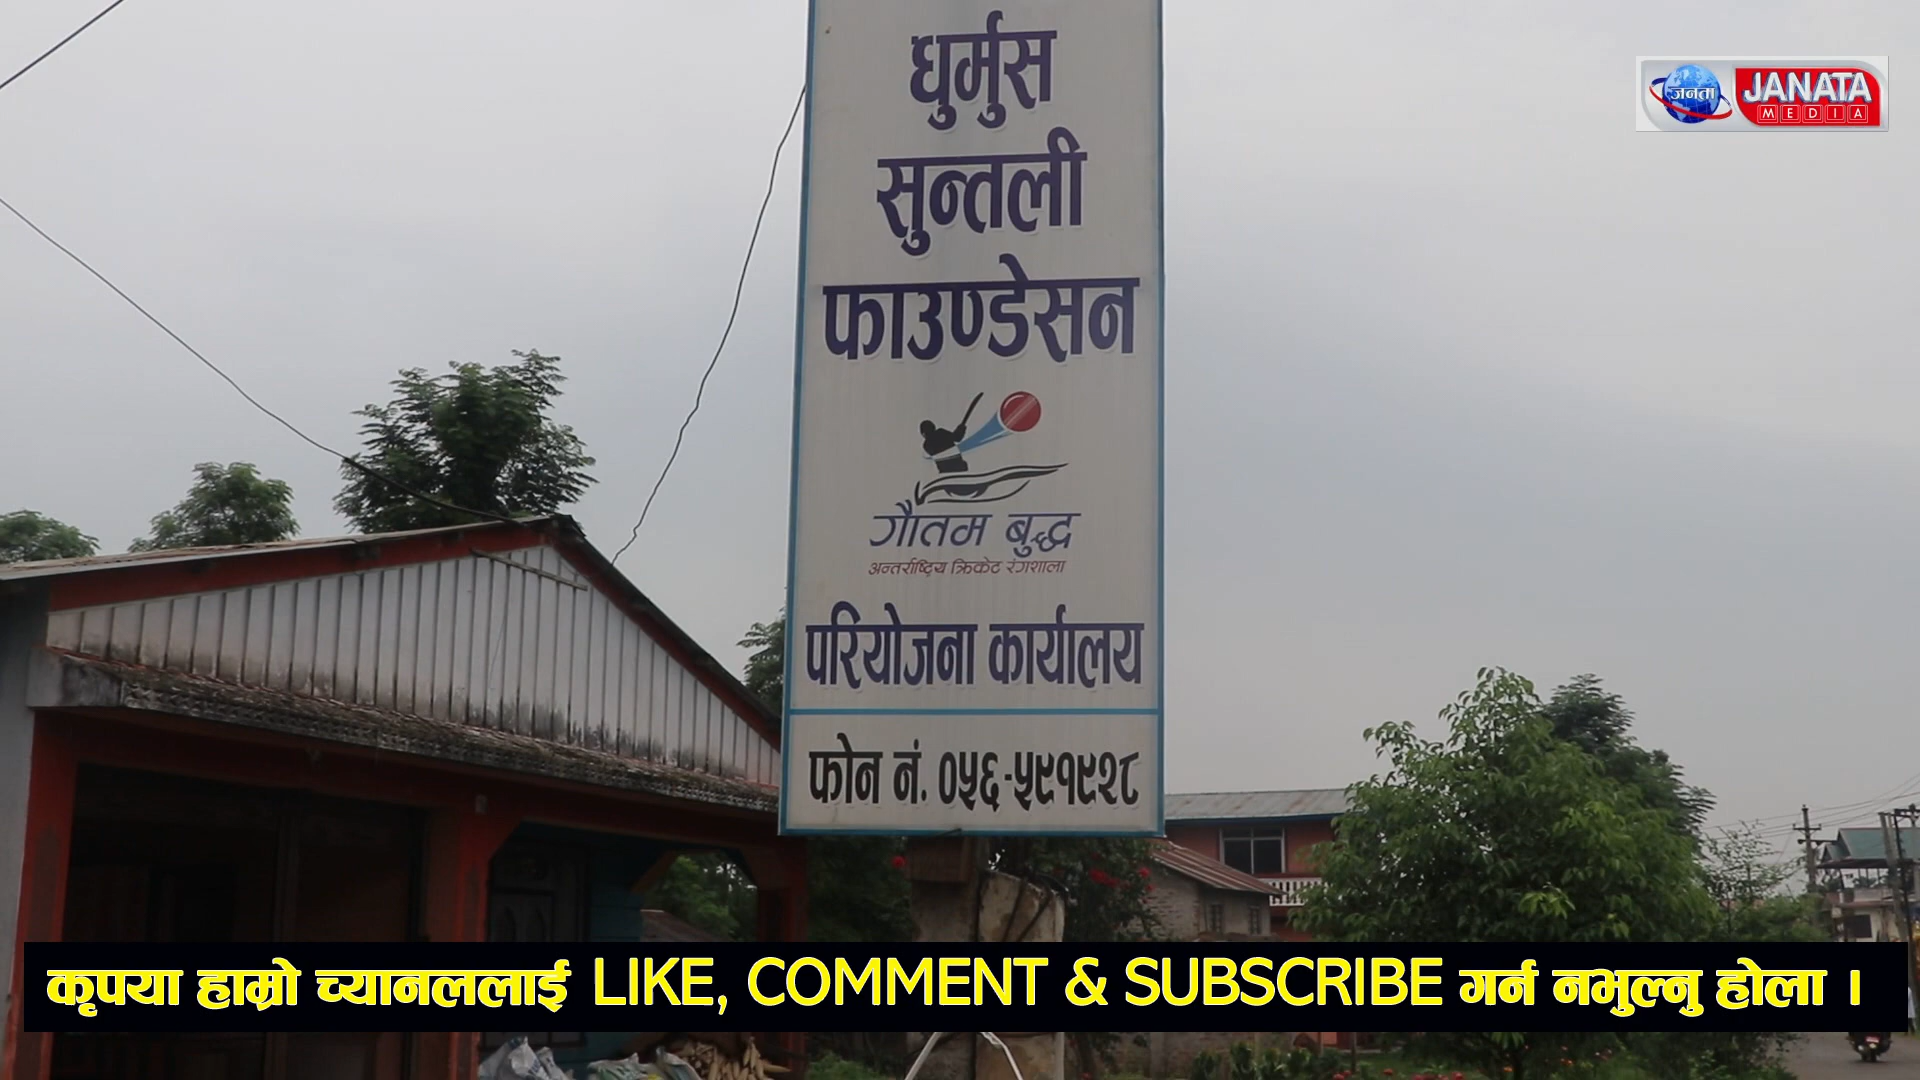 धुर्मुस
सुन्तली
फाउण्डेसन
गौतम बुद्ध
अन्तर्राष्ट्रिय क्रिकेट रंगशाला
परियोजना कार्यालय
फोन नं. ०५६-५९१९२८
जनता
JANATA
MEDIA
कृपया हाम्रो च्यानललाई LIKE, COMMENT & SUBSCRIBE गर्न नभुल्नु होला ।